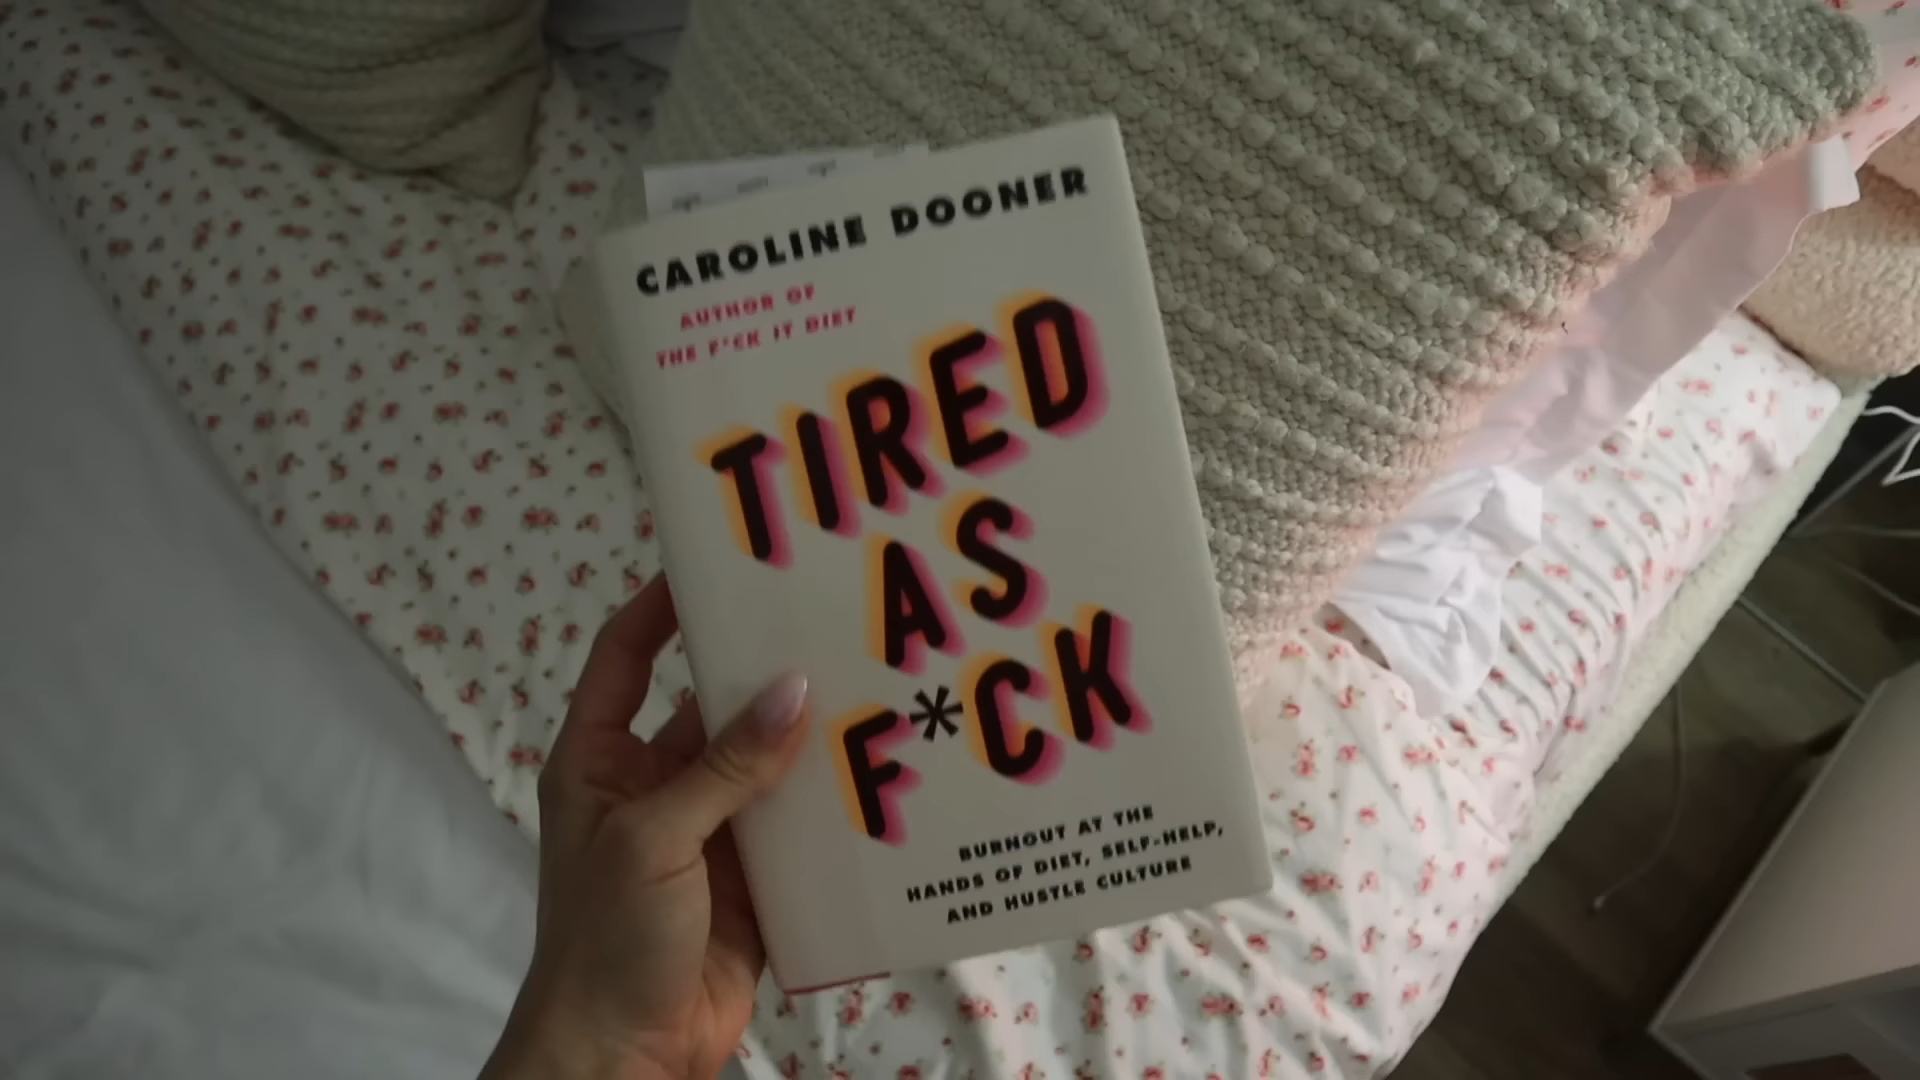 CAROLINE DOONER
AUTHOR OF
THE F*CK IT DIET
TIRED
AS
F*CK
BURNOUT AT THE
HANDS OF DIET, SELF-HELP,
AND HUSTLE CULTURE